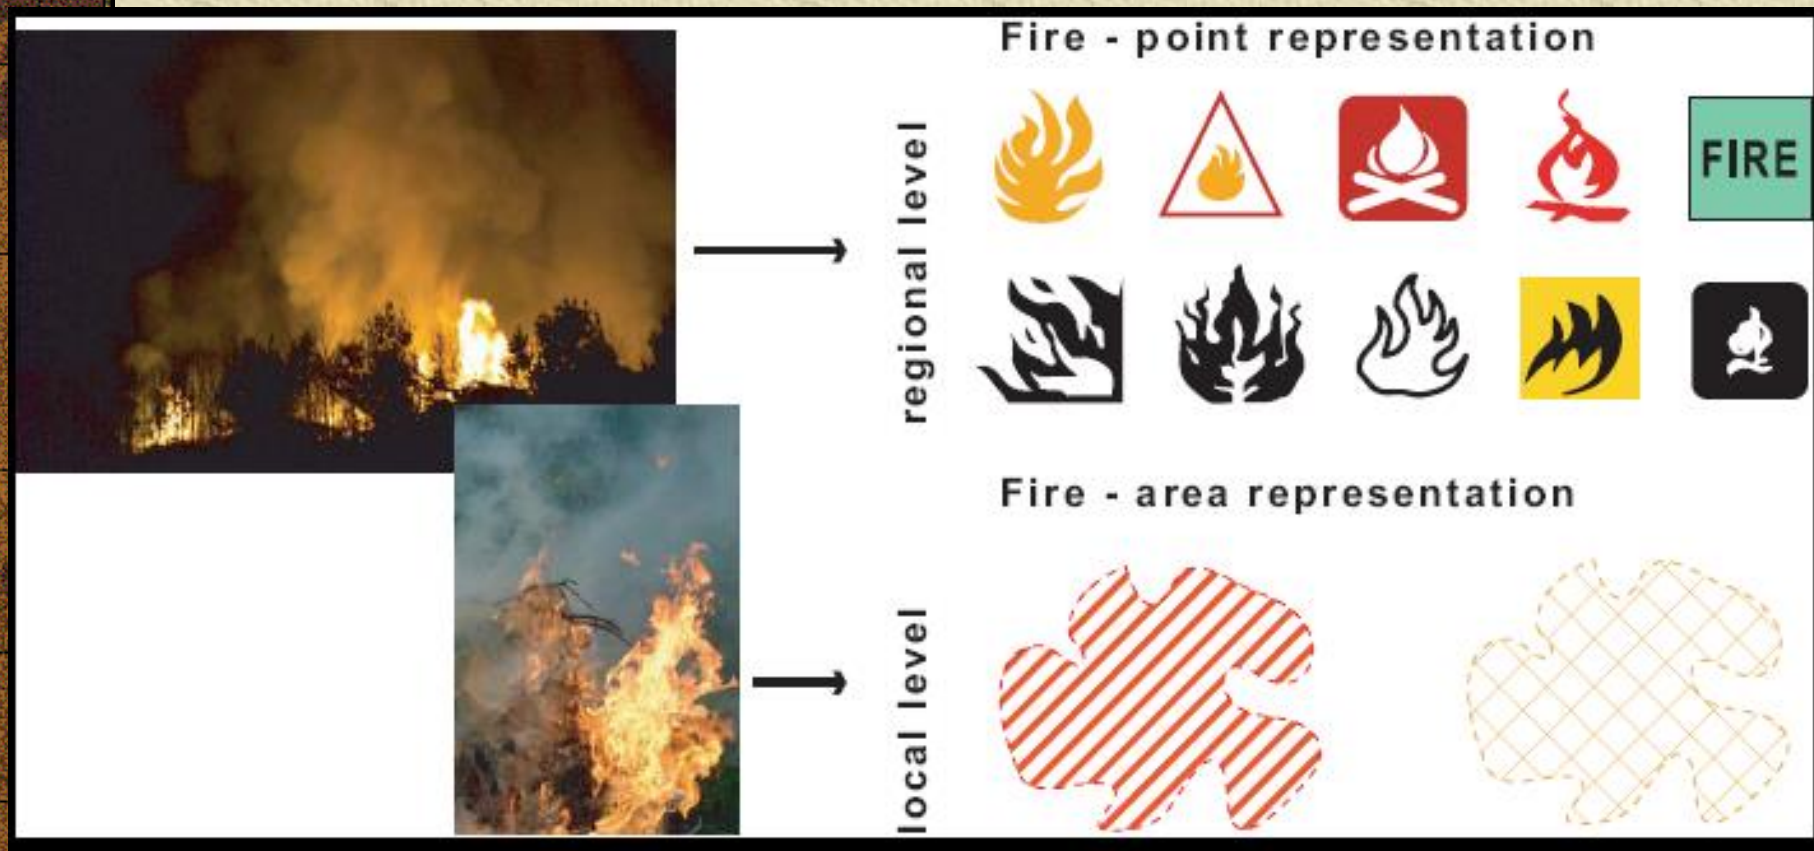 Fire - point representation
regional level
FIRE
Fire - area representation
local level